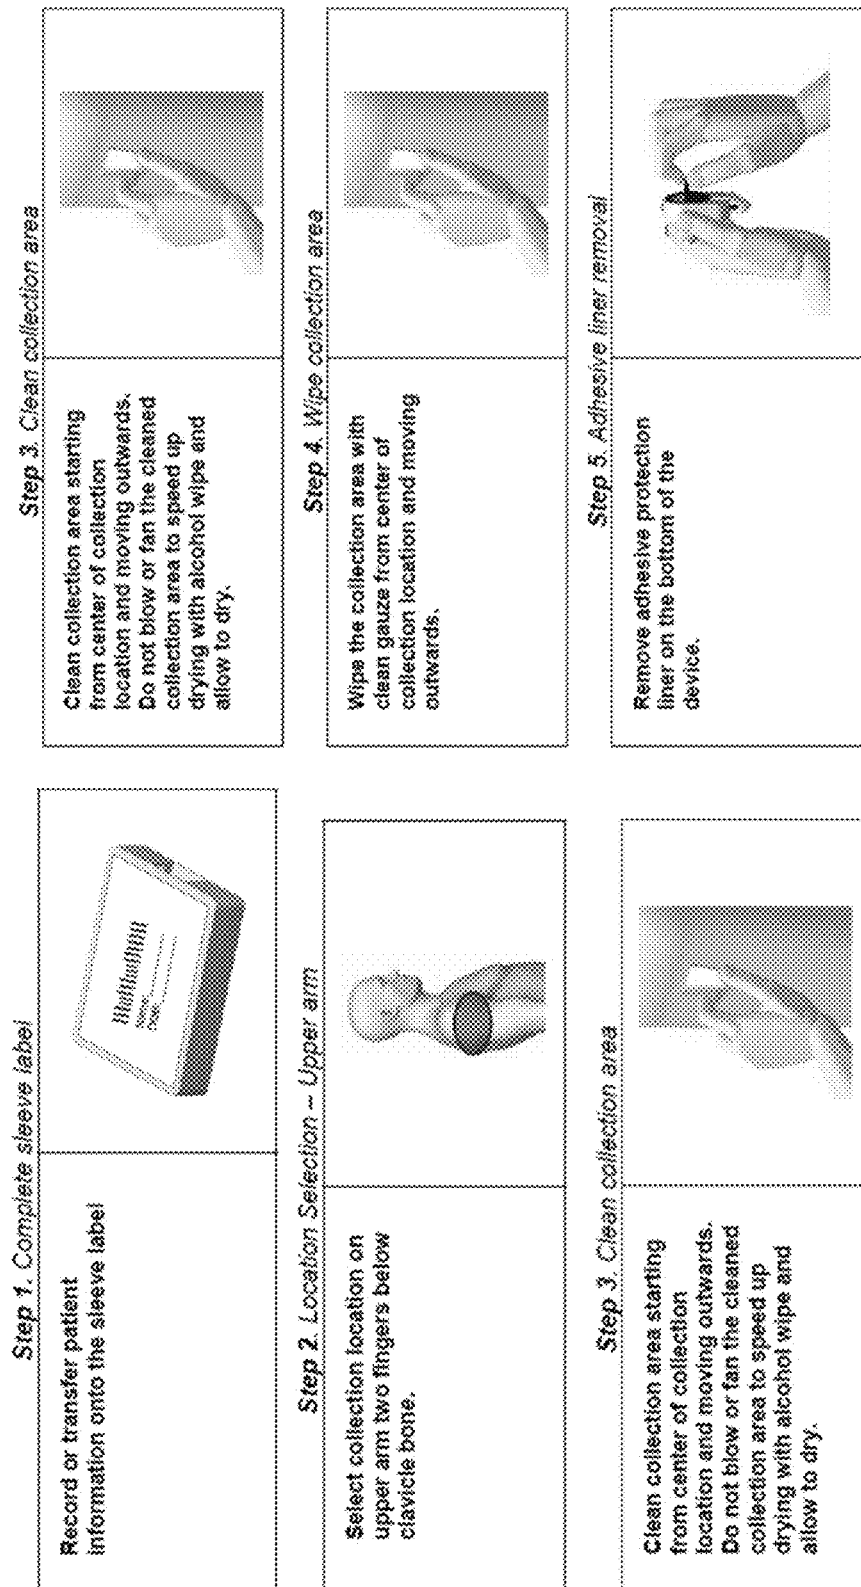 Step 1. Complete sleeve label
Record or transfer patient
information onto the sleeve label
Name
DOB:
Step 2. Location Selection – Upper arm
Select collection location on
upper arm two fingers below
clavicle bone.
Step 3. Clean collection area
Clean collection area starting
from center of collection
location and moving outwards.
Do not blow or fan the cleaned
collection area to speed up
drying with alcohol wipe and
allow to dry.
Step 3. Clean collection area
Clean collection area starting
from center of collection
location and moving outwards.
Do not blow or fan the cleaned
collection area to speed up
drying with alcohol wipe and
allow to dry.
Step 4. Wipe collection area
Wipe the collection area with
clean gauze from center of
collection location and moving
outwards.
Step 5. Adhesive liner removal
Remove adhesive protection
liner on the bottom of the
device.